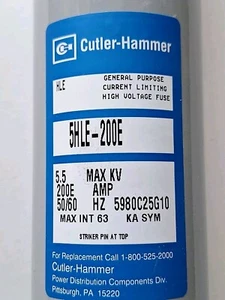 Cutler-Hammer
HLE
GENERAL PURPOSE
CURRENT LIMITING
HIGH VOLTAGE FUSE
5HLE-200E
5.5 MAX KV
200E AMP
50/60 HZ 5980C25G10
MAX INT 63 KA SYM
STRIKER PIN AT TOP
For Replacement Call 1-800-525-2000
Cutler-Hammer
Power Distribution Components Div.
Pittsburgh, PA 15220